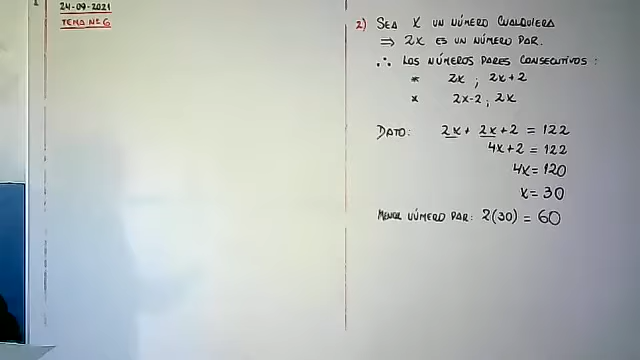 24-09-2021
TEMA Nº6
2) SEA X UN NÚMERO CUALQUIERA
⇒ 2X ES UN NÚMERO PAR.
∴ LOS NÚMEROS PARES CONSECUTIVOS:
* 2X ; 2X+2
* 2X-2 ; 2X
DATO: 2X + 2X + 2 = 122
4X + 2 = 122
4X = 120
X = 30
MENOR NÚMERO PAR: 2(30) = 60